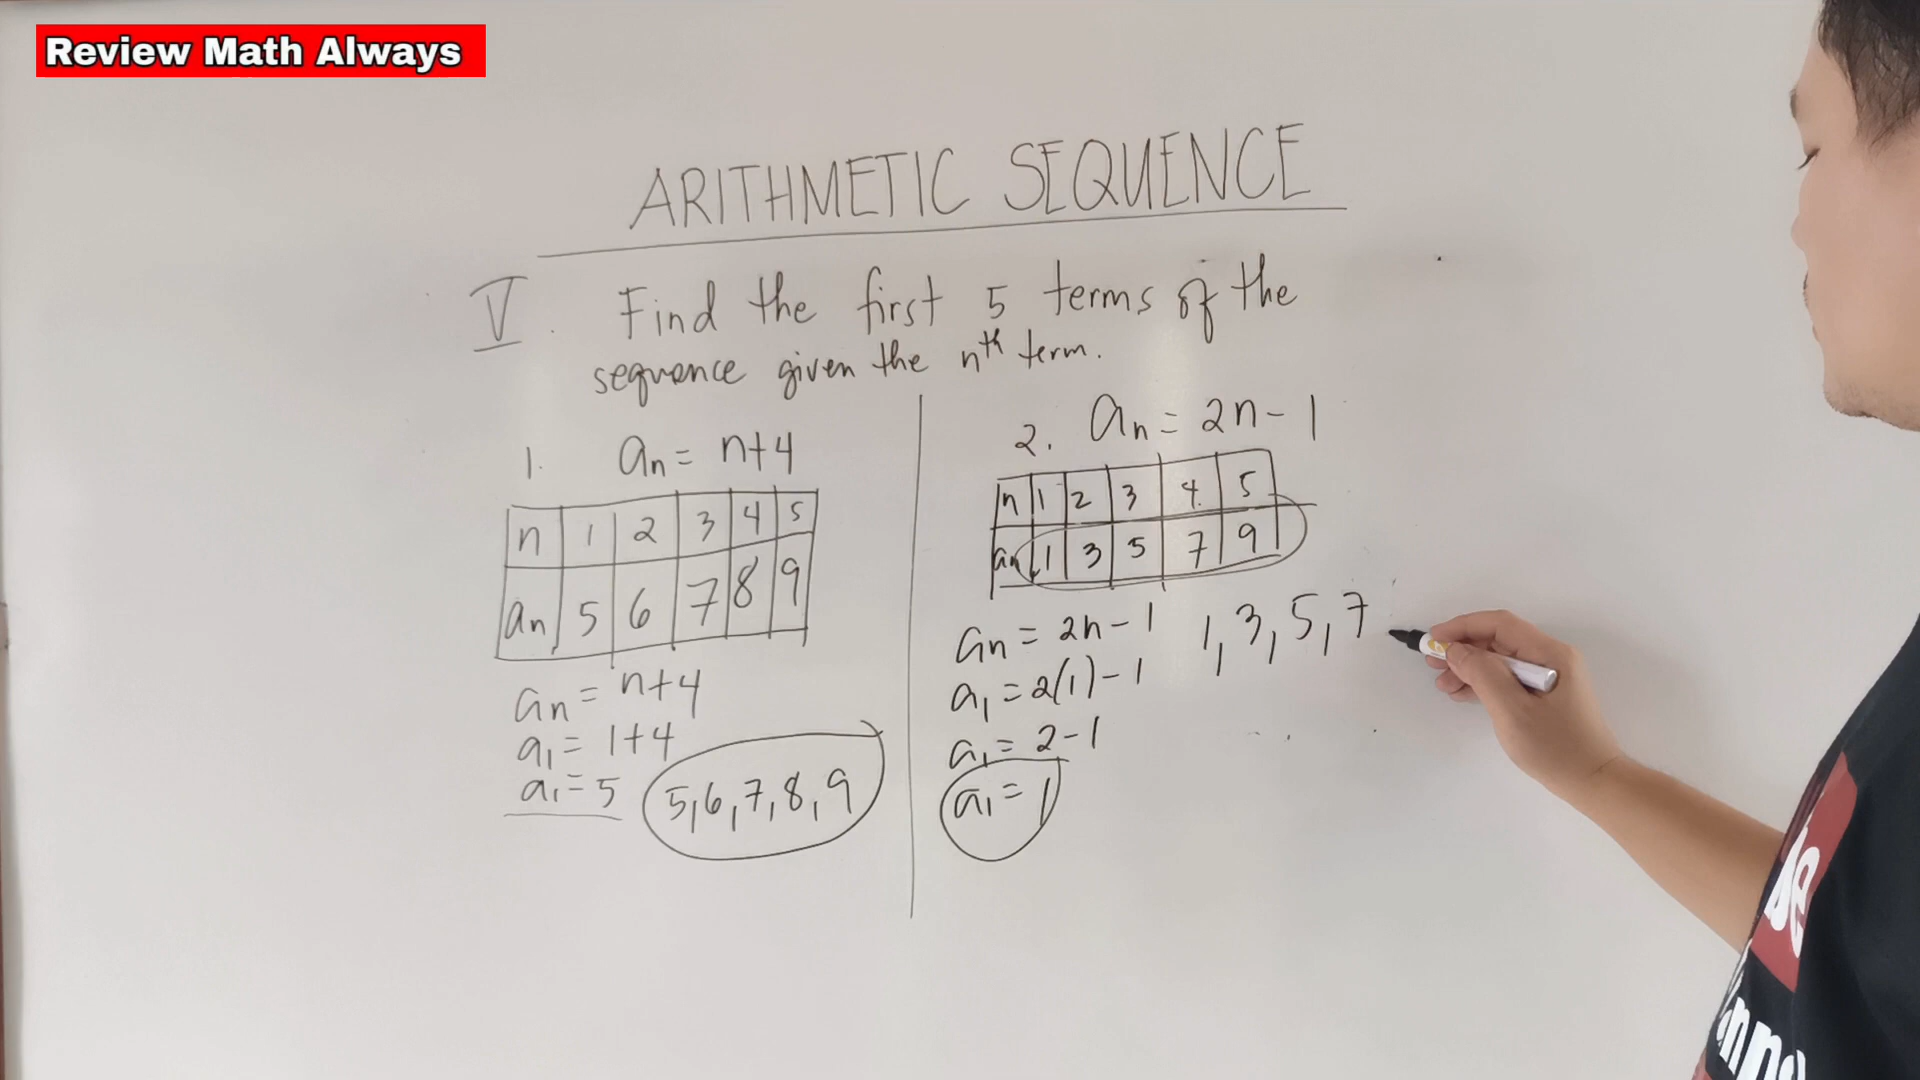 Review Math Always
ARITHMETIC SEQUENCE
V. Find the first 5 terms of the
sequence given the nth term.
1. an = n+4
n 1 2 3 4 5
an 5 6 7 8 9
an = n+4
a1 = 1+4
a1 = 5
5,6,7,8,9
2. an = 2n-1
n 1 2 3 4 5
an 1 3 5 7 9
an = 2n-1
a1 = 2(1)-1
a1 = 2-1
a1 = 1
1,3,5,7